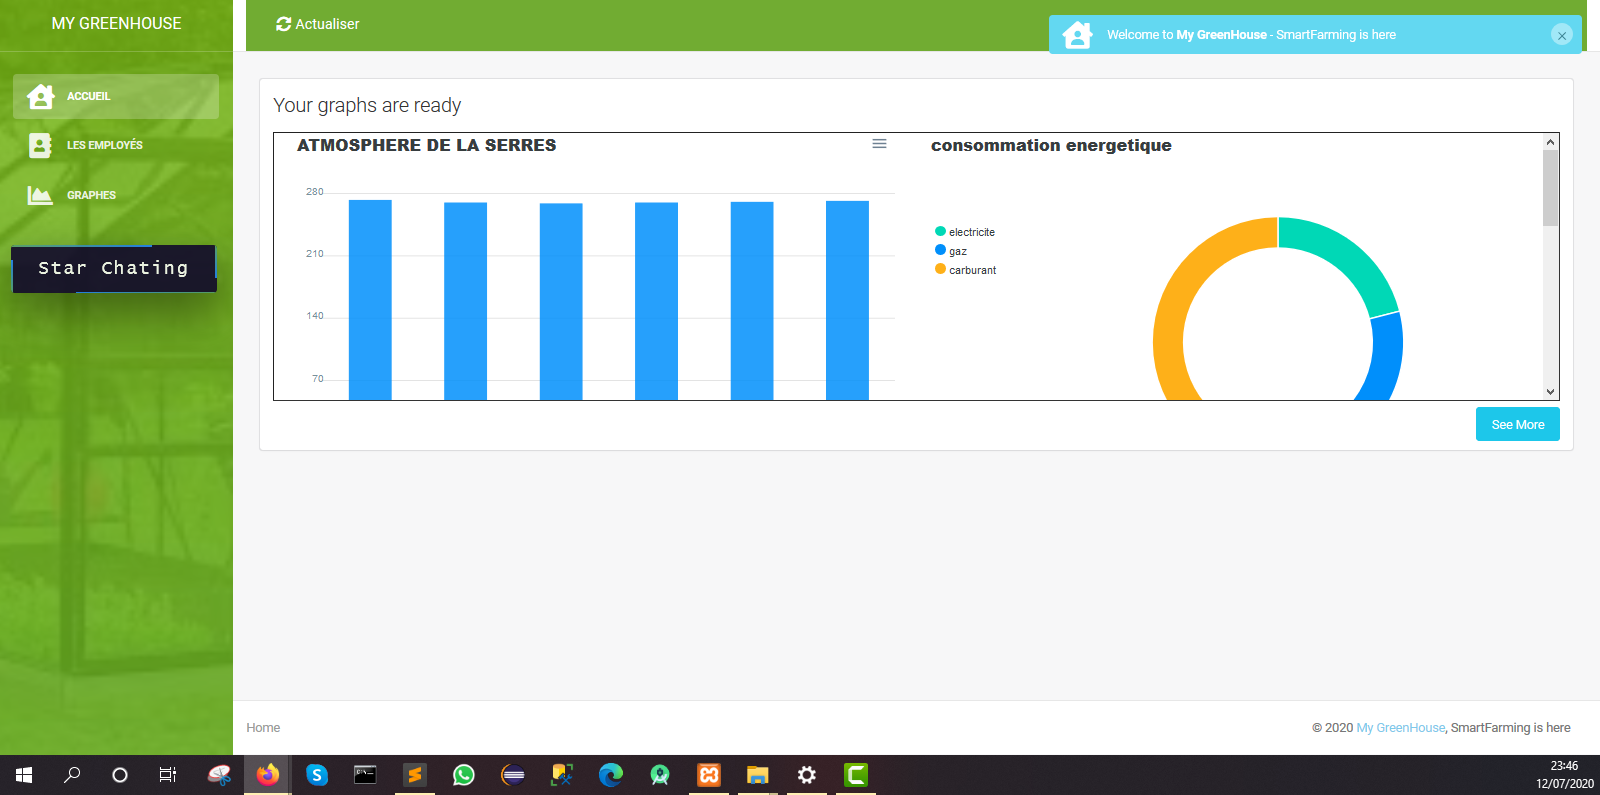 MY GREENHOUSE
Actualiser
Welcome to My GreenHouse - SmartFarming is here
ACCUEIL
LES EMPLOYÉS
GRAPHES
Star Chating
Your graphs are ready
ATMOSPHERE DE LA SERRES
280
210
140
70
consommation energetique
electricite
gaz
carburant
See More
Home
© 2020 My GreenHouse, SmartFarming is here
23:46
12/07/2020